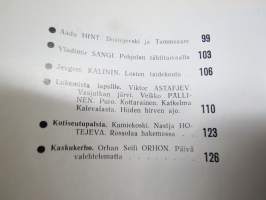 Aadu HINT. Dostojevski ja Tammsaare 99
Vladimir SANGI. Pohjolan tähtitaivaalla 103
Jevgeni KALININ. Lasten taidekoulu 106
Lukemista lapsille. Viktor ASTAFJEV.
Vasjutkan järvi. Veikko PÄLLI-
NEN. Puro. Kottarainen. Katkelma
Kalevalasta. Hiiden hirven ajo. 110
Kotiseutupalsta. Kamiekoski. Nastja HO-
TEJEVA. Rossolaa hakemassa 123
Kaskukerho. Orhan Seifi ORHON. Päivä
valehtelematta 126